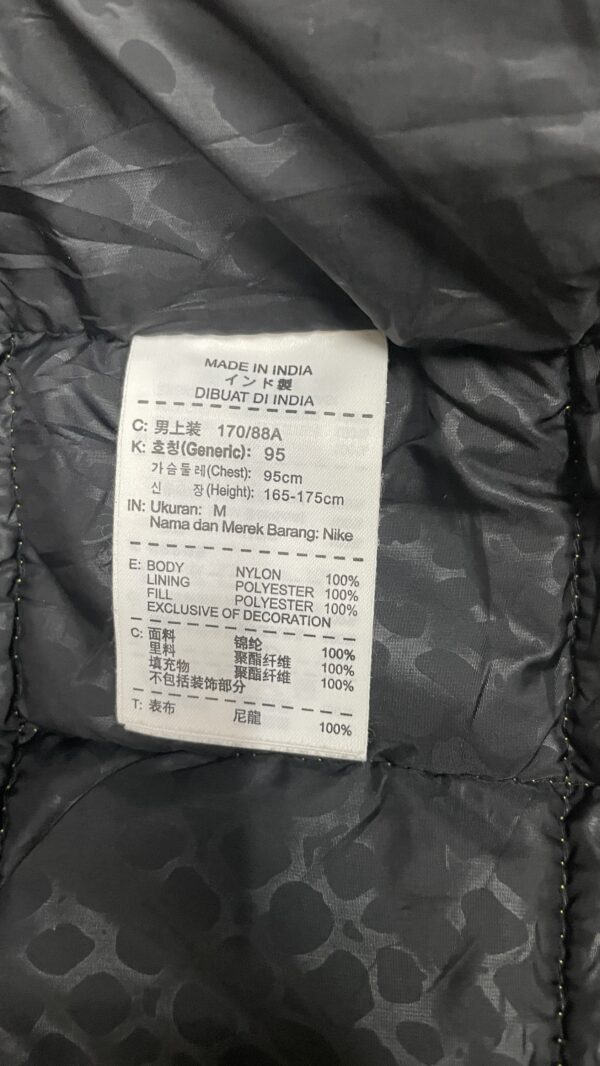 MADE IN INDIA
インド製
DIBUAT DI INDIA
C: 男上装 170/88A
K: 호칭(Generic): 95
가슴둘레(Chest): 95cm
신 장(Height): 165-175cm
IN: Ukuran: M
Nama dan Merek Barang: Nike
E: BODY NYLON 100%
LINING POLYESTER 100%
FILL POLYESTER 100%
EXCLUSIVE OF DECORATION
C: 面料 锦纶 100%
里料 聚酯纤维 100%
填充物 聚酯纤维 100%
不包括装饰部分
T: 表布 尼龍 100%